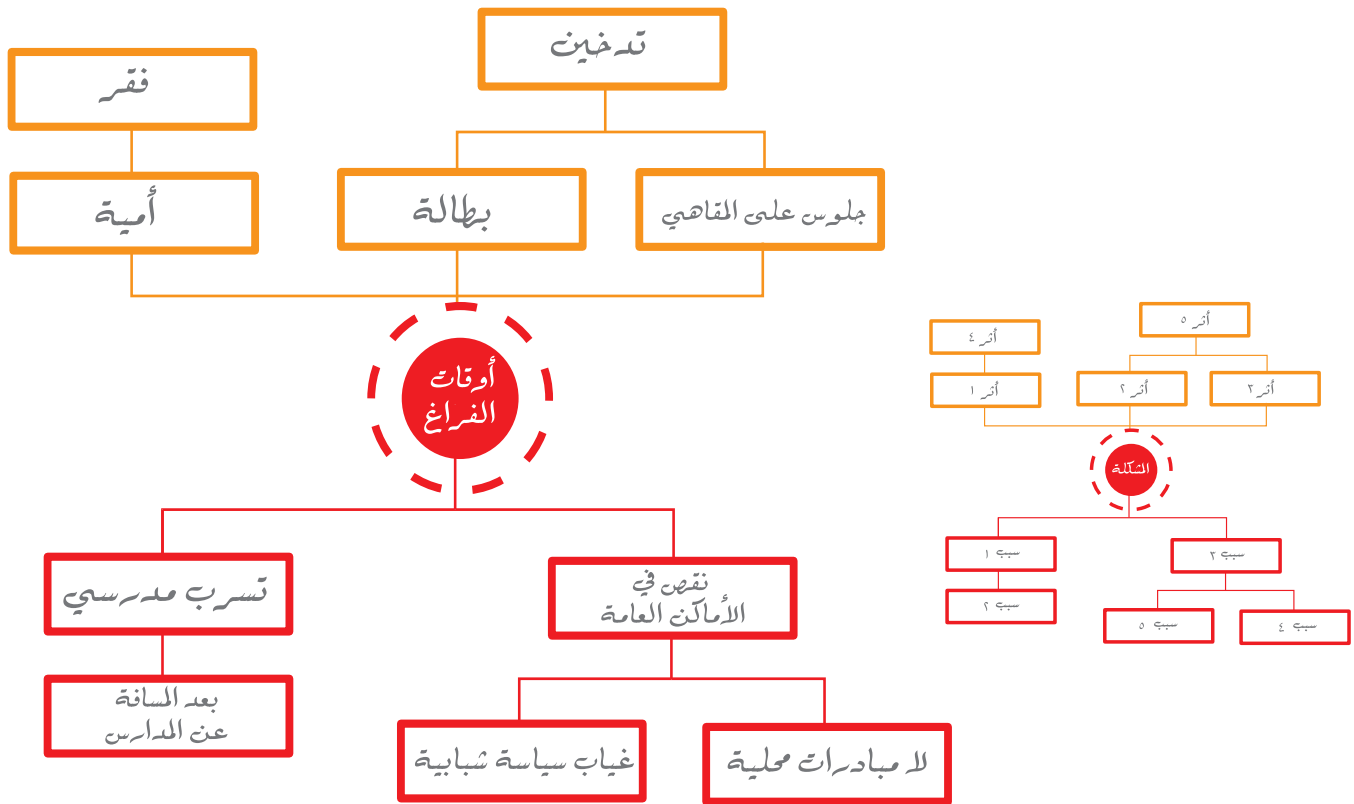 تدخين
فقر
جلوس على المقاهي
بطالة
أمية
أوقات
الفراغ
تسرب مدرسي
نقص في
الأماكن العامة
بعد المسافة
عن المدارس
غياب سياسة شبابية
لا مبادرات محلية
أثر ٥
أثر ٤
أثر ٣
أثر ٢
أثر ١
المشكلة
سبب ١
سبب ٣
سبب ٢
سبب ٥
سبب ٤